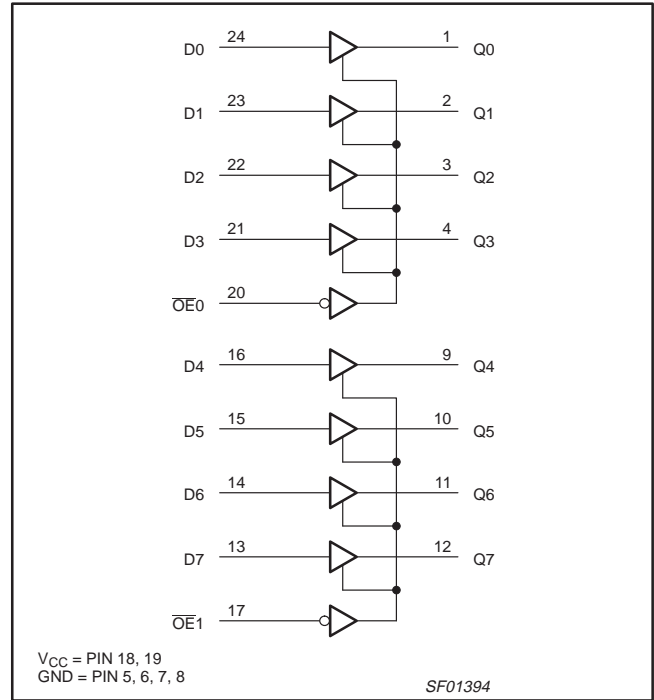 D0 24 1 Q0
D1 23 2 Q1
D2 22 3 Q2
D3 21 4 Q3
O̅E̅0 20
D4 16 9 Q4
D5 15 10 Q5
D6 14 11 Q6
D7 13 12 Q7
O̅E̅1 17
VCC = PIN 18, 19
GND = PIN 5, 6, 7, 8
SF01394